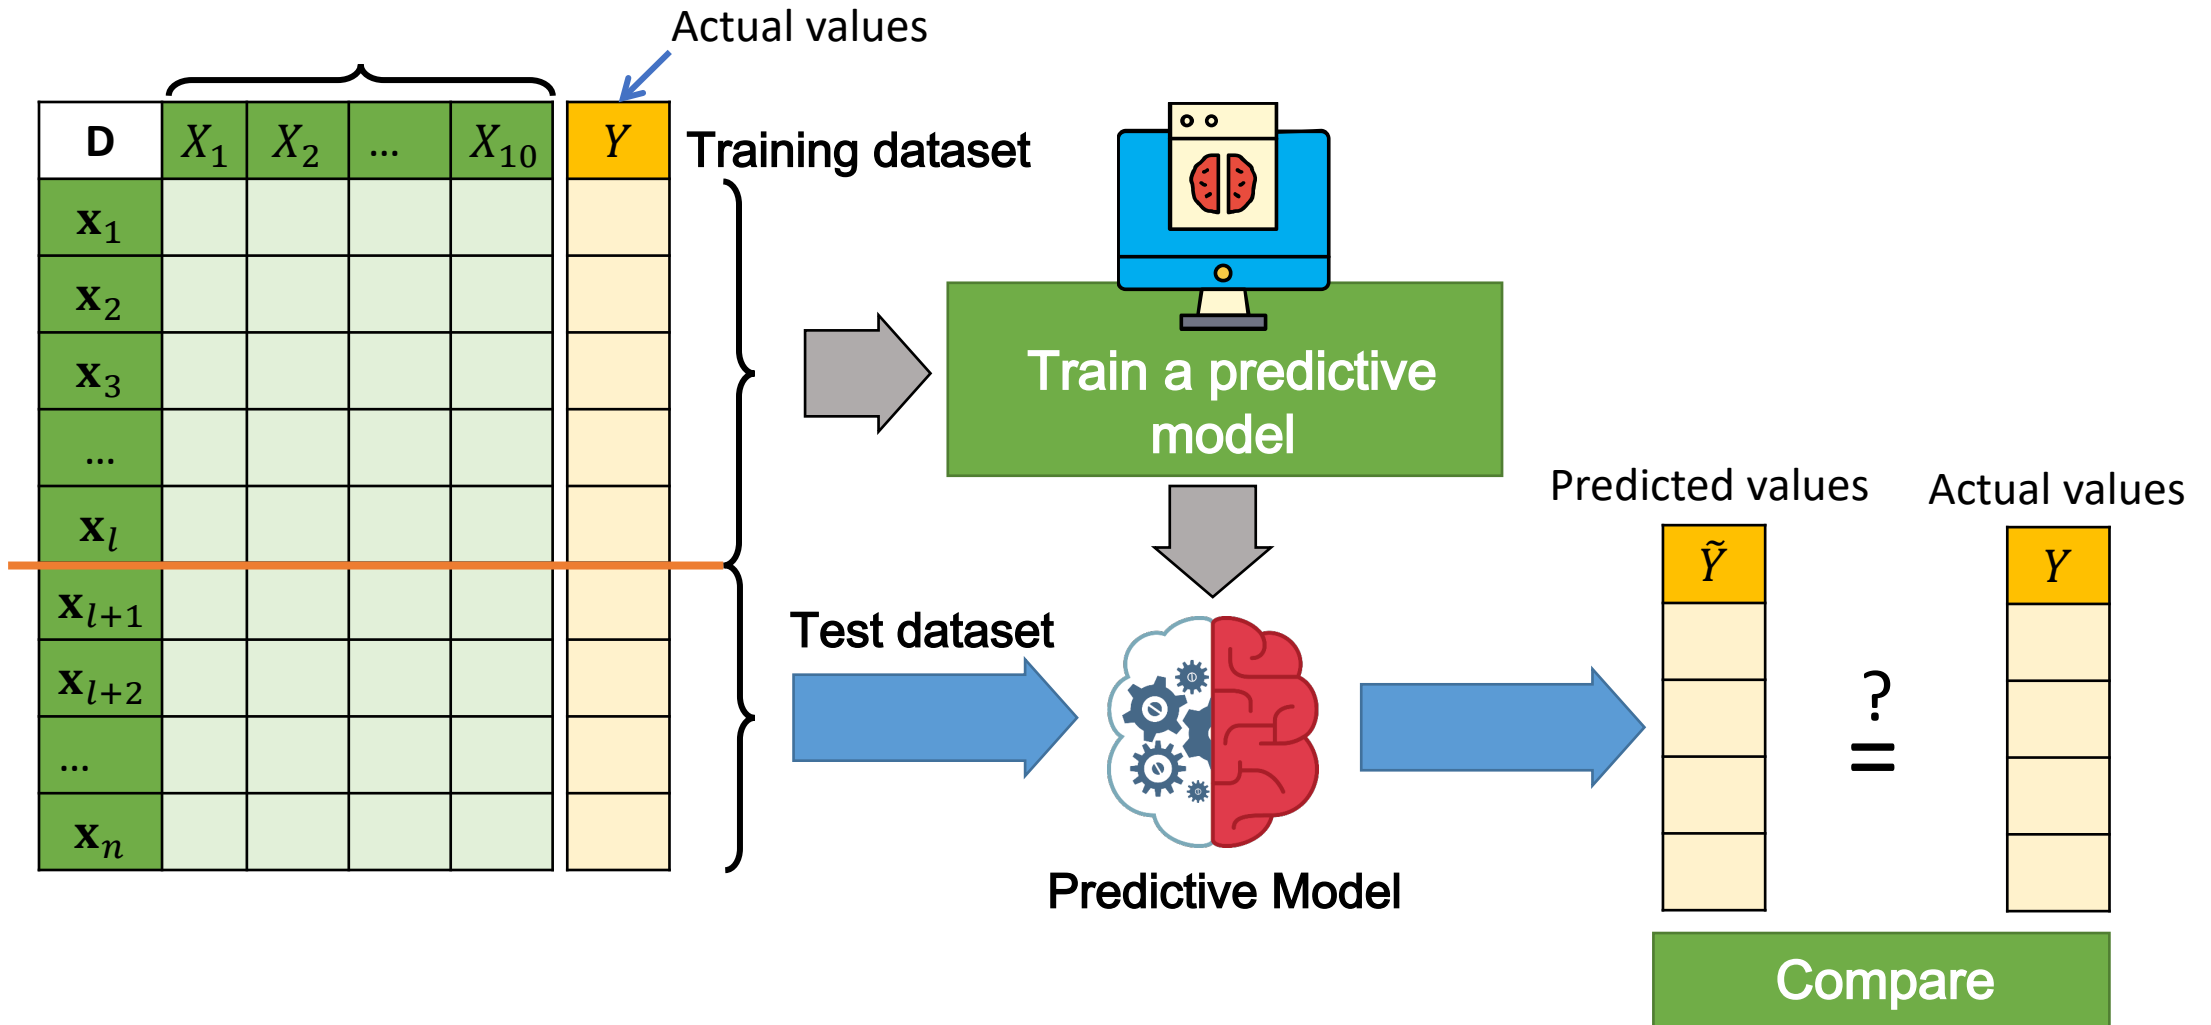 Actual values
D X₁ X₂ ... X₁₀ Y
Training dataset
x₁
x₂
x₃
...
xₗ
xₗ₊₁
xₗ₊₂
...
xₙ
Train a predictive
model
Test dataset
Predictive Model
Predicted values
Ỹ
?
=
Actual values
Y
Compare